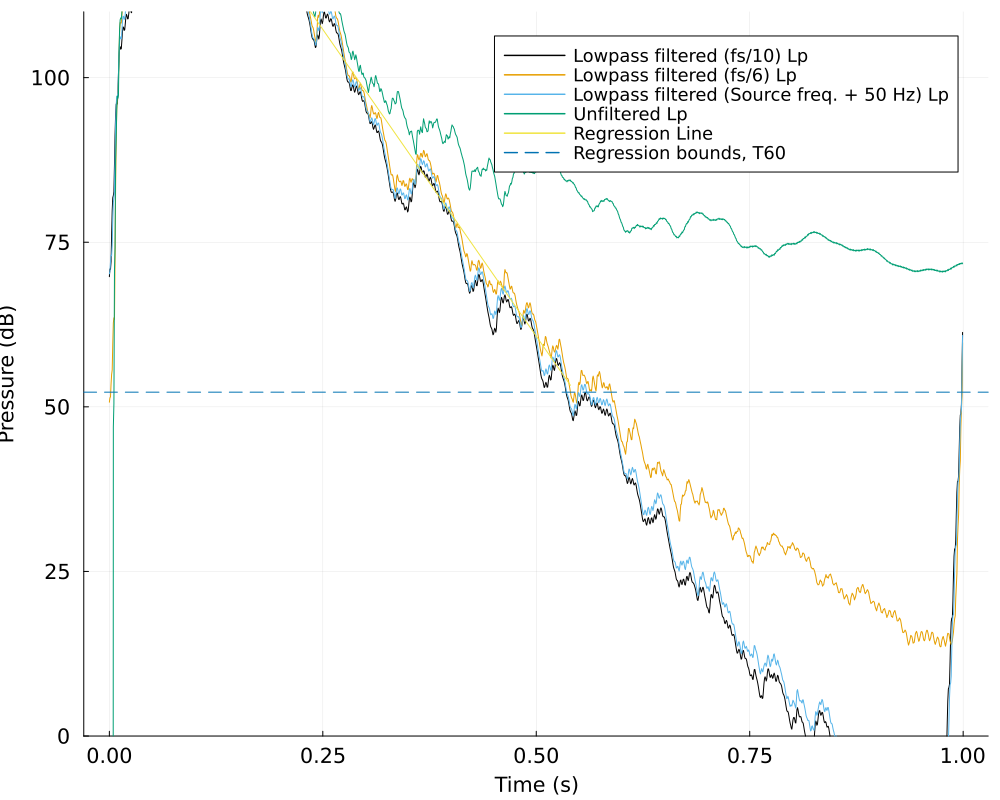 Lowpass filtered (fs/10) Lp
Lowpass filtered (fs/6) Lp
Lowpass filtered (Source freq. + 50 Hz) Lp
Unfiltered Lp
Regression Line
Regression bounds, T60
100
75
50
25
0
Pressure (dB)
0.00 0.25 0.50 0.75 1.00
Time (s)